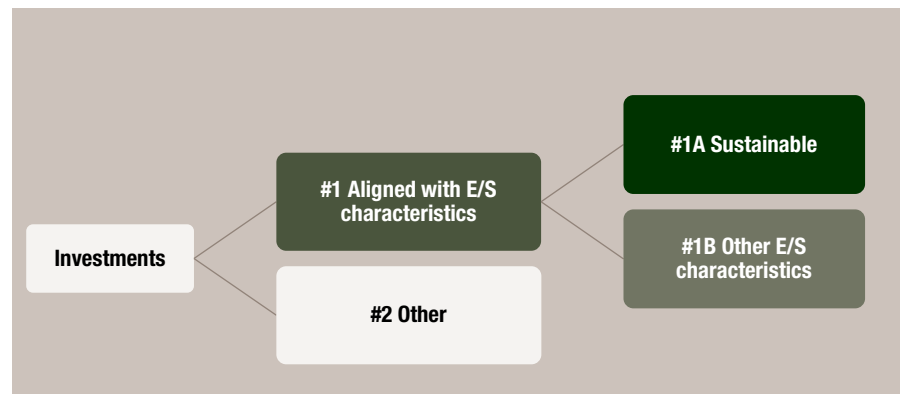 Investments
#1 Aligned with E/S
characteristics
#2 Other
#1A Sustainable
#1B Other E/S
characteristics